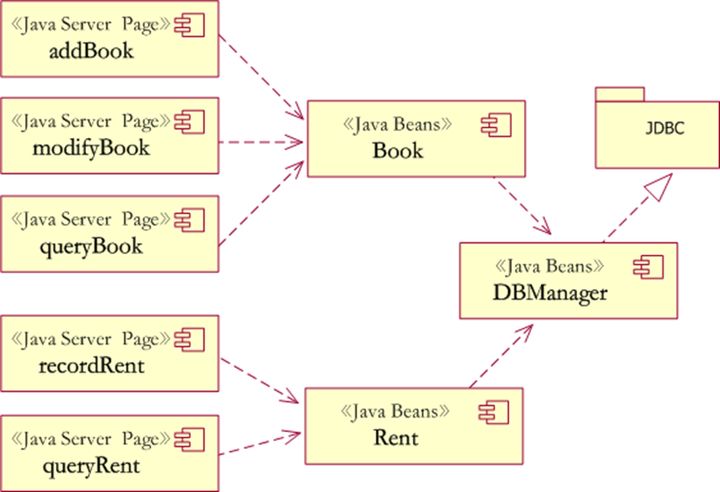 《Java Server Page》
addBook
《Java Server Page》
modifyBook
《Java Server Page》
queryBook
《Java Beans》
Book
JDBC
《Java Beans》
DBManager
《Java Server Page》
recordRent
《Java Server Page》
queryRent
《Java Beans》
Rent